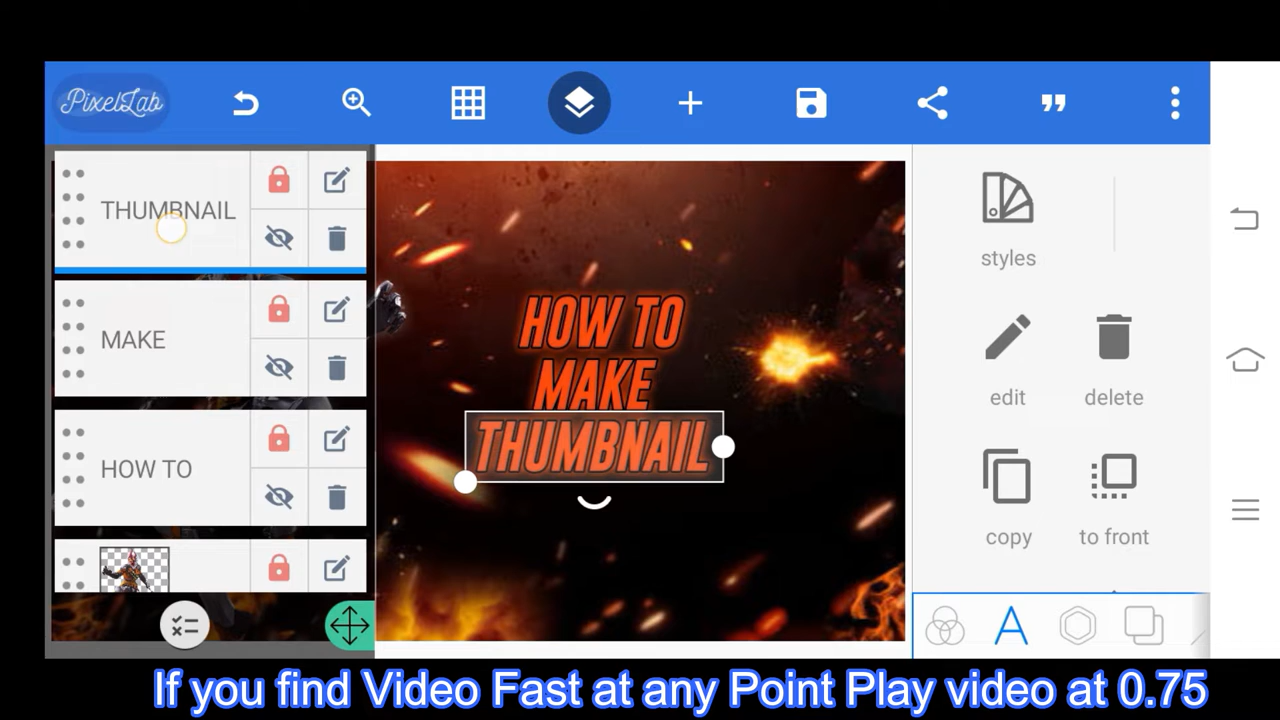 PixelLab
THUMBNAIL
MAKE
HOW TO
HOW TO
MAKE
THUMBNAIL
styles
edit
delete
copy
to front
If you find Video Fast at any Point Play video at 0.75